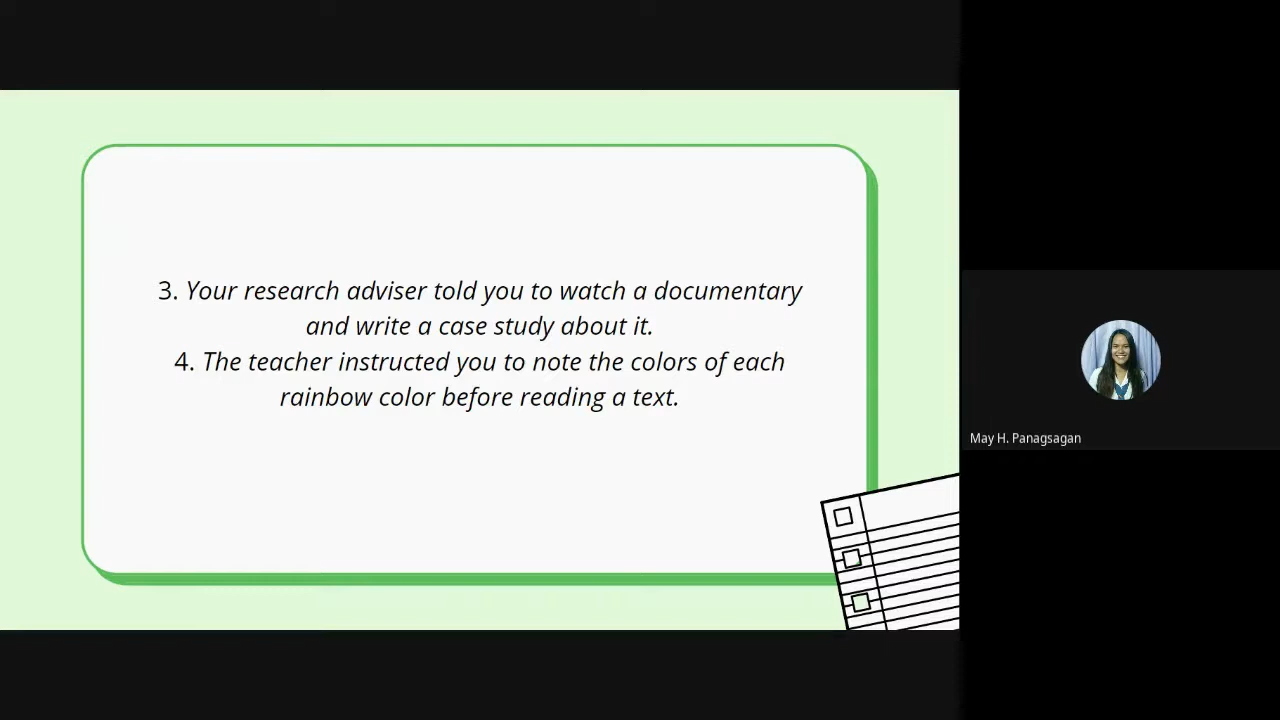 3. Your research adviser told you to watch a documentary
and write a case study about it.
4. The teacher instructed you to note the colors of each
rainbow color before reading a text.
May H. Panagsagan